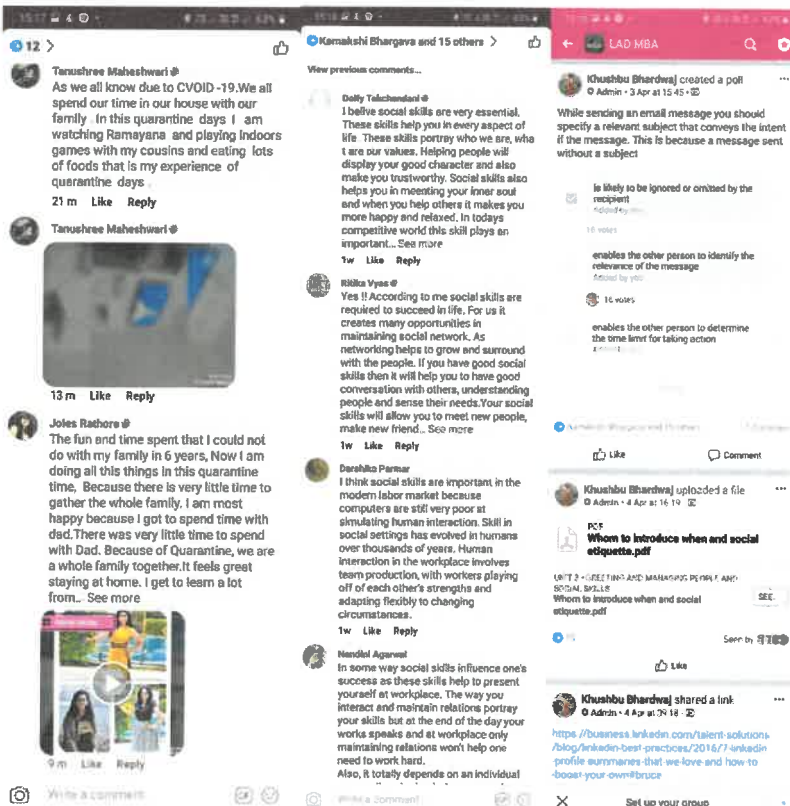 12 >
Tanushree Maheshwari
As we all know due to CVOID -19.We all
spend our time in our house with our
family . In this quarantine days I am
watching Ramayana and playing Indoors
games with my cousins and eating lots
of foods that is my experience of
quarantine days .
21 m Like Reply
Tanushree Maheshwari
13 m Like Reply
Joles Rathore
The fun and time spent that I could not
do with my family in 6 years, Now I am
doing all this things in this quarantine
time, Because there is very little time to
gather the whole family. I am most
happy because I got to spend time with
dad.There was very little time to spend
with Dad. Because of Quarantine, we are
a whole family together.It feels great
staying at home. I get to learn a lot
from... See more
9 m Like Reply
Write a comment
Kamakshi Bhargava and 15 others >
View previous comments...
Dolly Tekchandani
I belive social skills are very essential.
These skills help you in every aspect of
life These skills portray who we are, wha
t are our values. Helping people will
display your good character and also
make you trustworthy. Social skills also
helps you in meenting your inner soul
and when you help others it makes you
more happy and relaxed. In todays
competitive world this skill plays an
important... See more
1w Like Reply
Ritika Vyas
Yes !! According to me social skills are
required to succeed in life. For us it
creates many opportunities in
maintaining social network. As
networking helps to grow and surround
with the people. If you have good social
skills then it will help you to have good
conversation with others, understanding
people and sense their needs.Your social
skills will allow you to meet new people,
make new friend... See more
1w Like Reply
Darshika Parmar
I think social skills are important in the
modern labor market because
computers are still very poor at
simulating human interaction. Skill in
social settings has evolved in humans
over thousands of years. Human
interaction in the workplace involves
team production, with workers playing
off of each other's strengths and
adapting flexibly to changing
circumstances.
1w Like Reply
Nandini Agarwal
In some way social skills influence one's
success as these skills help to present
yourself at workplace. The way you
interact and maintain relations portray
your skills but at the end of the day your
works speaks and at workplace only
maintaining relations won't help one
need to work hard.
Also, it totally depends on an individual
Write a comment
LAD MBA
Khushbu Bhardwaj created a poll
Admin • 3 Apr at 15:45
While sending an email message you should
specify a relevant subject that conveys the intent
if the message. This is because a message sent
without a subject
is likely to be ignored or omitted by the
recipient
Added by
votes
enables the other person to identify the
relevance of the message
Added by you
16 votes
enables the other person to determine
the time limit for taking action
Kamakshi Bhargava and 15 others
Like Comment
Khushbu Bhardwaj uploaded a file
Admin • 4 Apr at 16:19
PDF
Whom to introduce when and social
etiquette.pdf
UNIT 2 - GREETING AND MANAGING PEOPLE AND
SOCIAL SKILLS
Whom to introduce when and social
etiquette.pdf
SEE
Seen by
Like
Khushbu Bhardwaj shared a link
Admin • 4 Apr at 09:18
https://business.linkedin.com/talent-solutions
/blog/linkedin-best-practices/2016/7-linkedin
-profile-summaries-that-we-love-and-how-to
-boost-your-own#bruce
Set up your group